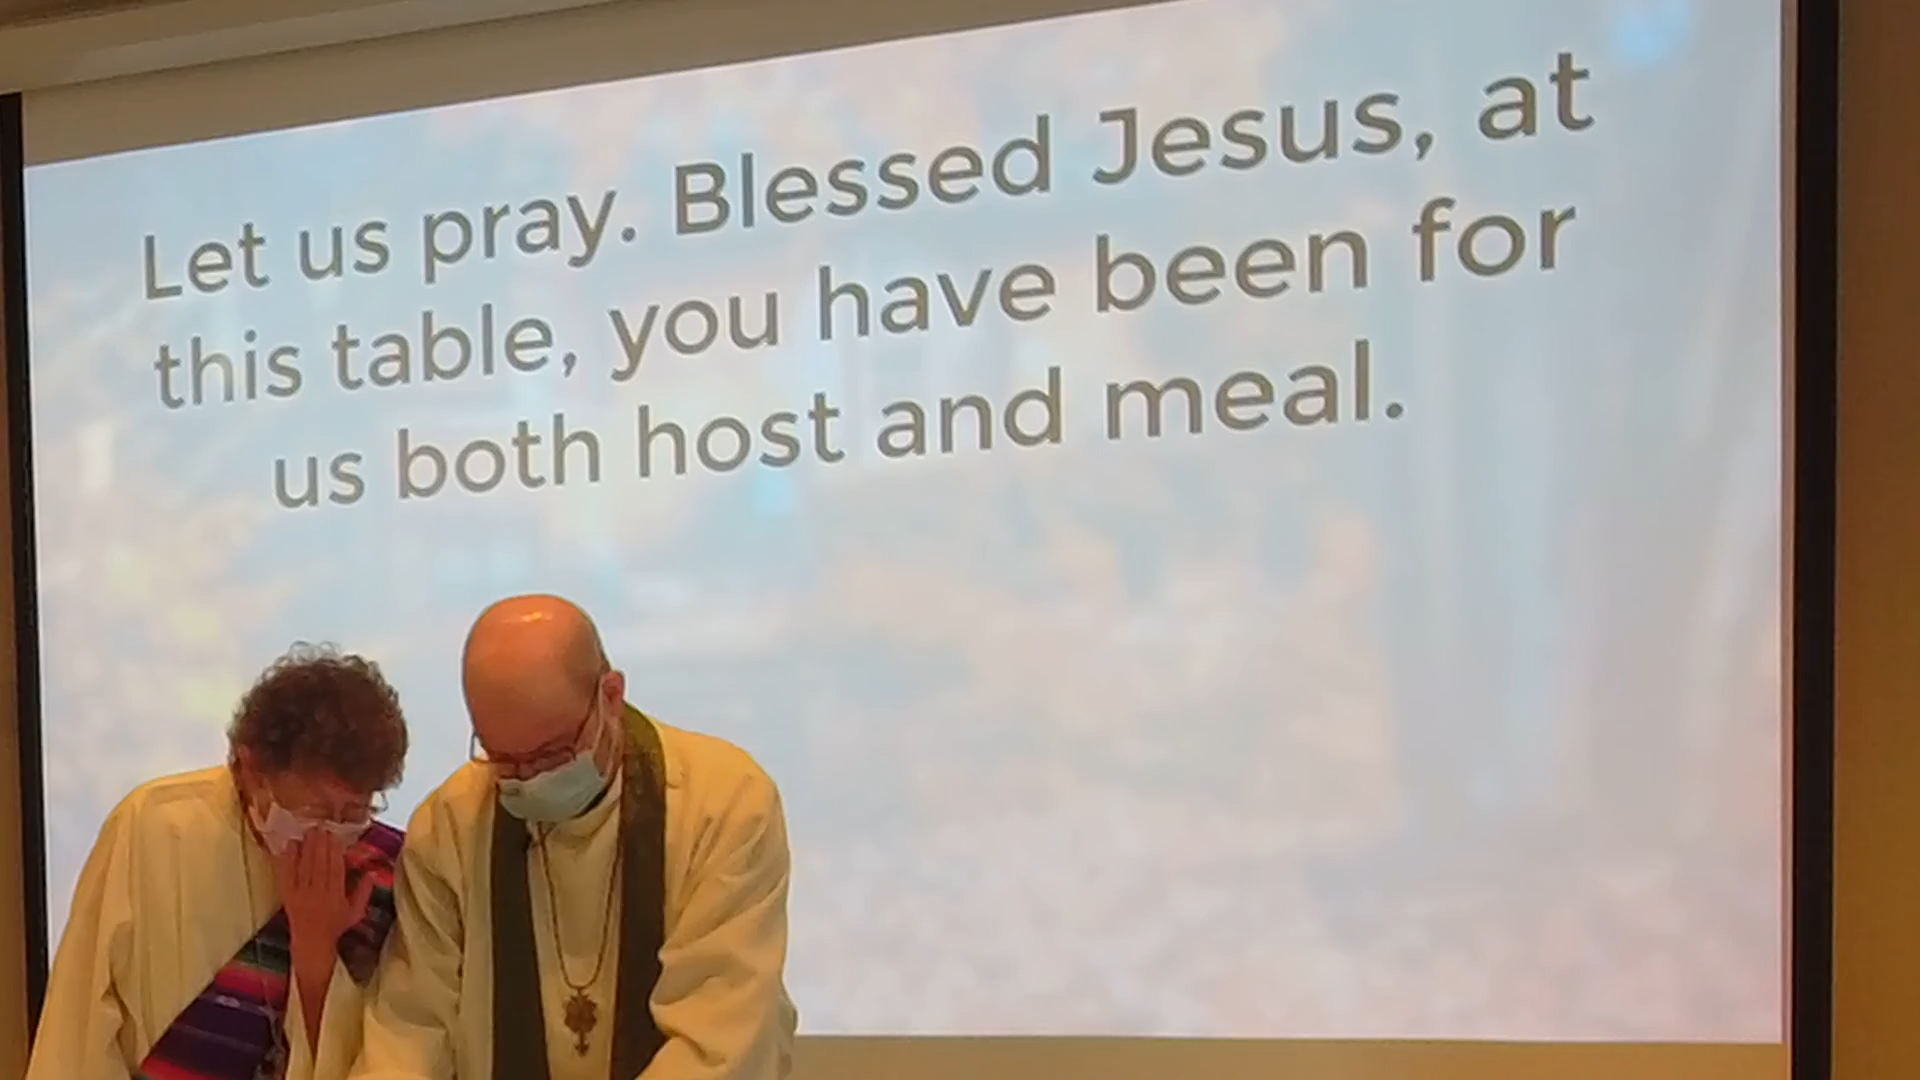 Let us pray. Blessed Jesus, at
this table, you have been for
us both host and meal.